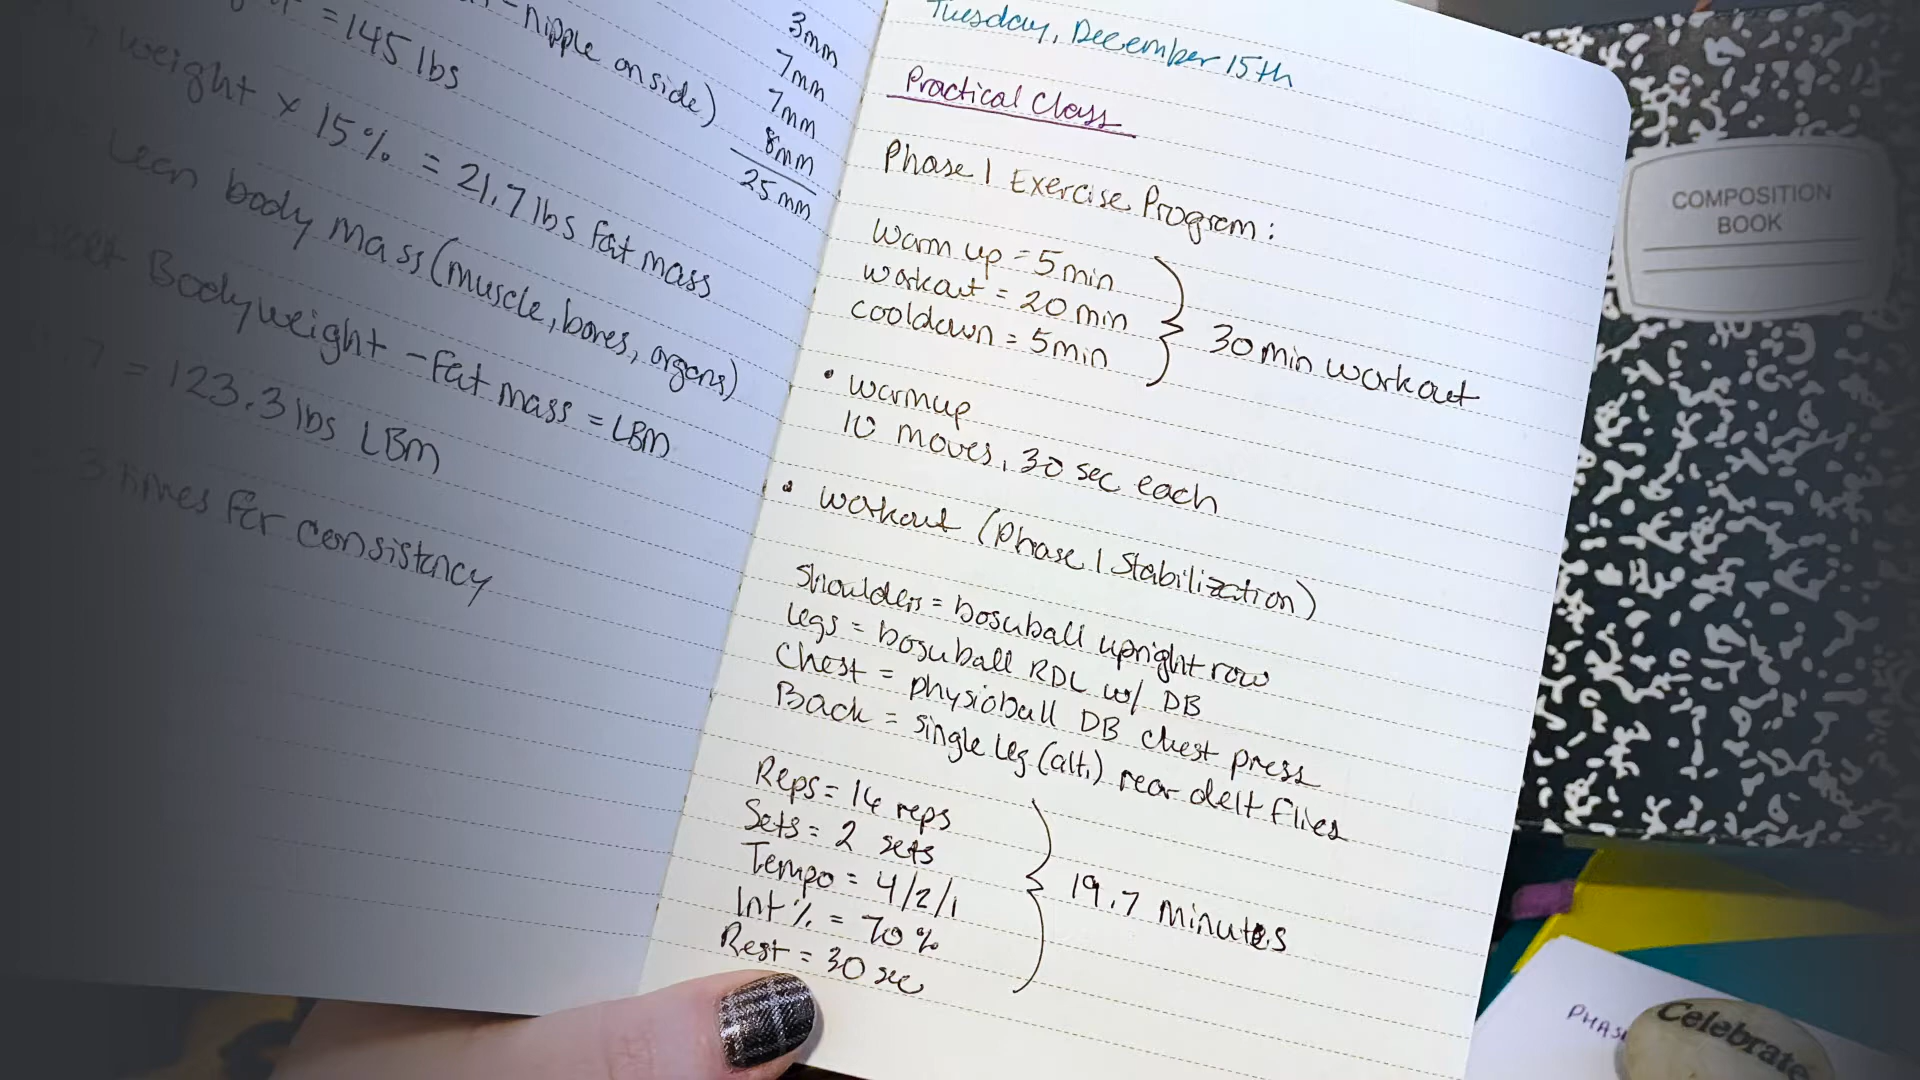 -nipple on side)
3mm
7mm
7mm
8mm
25 mm
= 145 lbs
weight x 15% = 21.7 lbs fat mass
Lean body mass (muscle, bones, organs)
Bodyweight - Fat mass = LBM
7 = 123.3 lbs LBM
3 times for consistancy
Tuesday, December 15th
Practical Class
Phase 1 Exercise Program:
Warm up = 5 min
workout = 20 min
cooldown = 5min
30 min workout
• warmup
10 moves, 30 sec each
• workout (Phase 1 Stabilization)
Shoulders = bosuball upright row
Legs = bosuball RDL w/ DB
Chest = physioball DB chest press
Back = single leg (alt.) rear delt flies
Reps = 14 reps
Sets = 2 sets
Tempo = 4/2/1
Int % = 70 %
Rest = 30 sec
19.7 minutes
COMPOSITION
BOOK
Celebrate